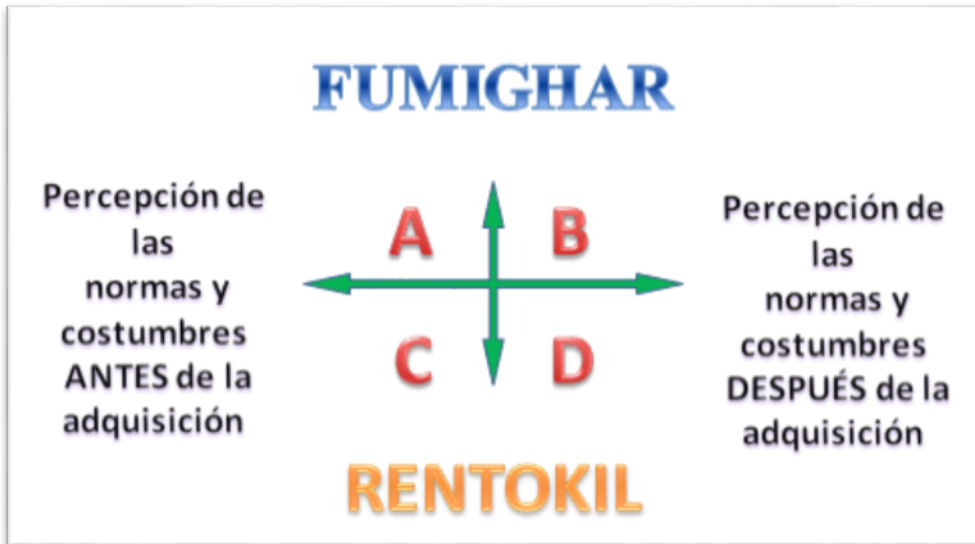 FUMIGHAR
Percepción de
las
normas y
costumbres
ANTES de la
adquisición
A
B
C
D
Percepción de
las
normas y
costumbres
DESPUÉS de la
adquisición
RENTOKIL